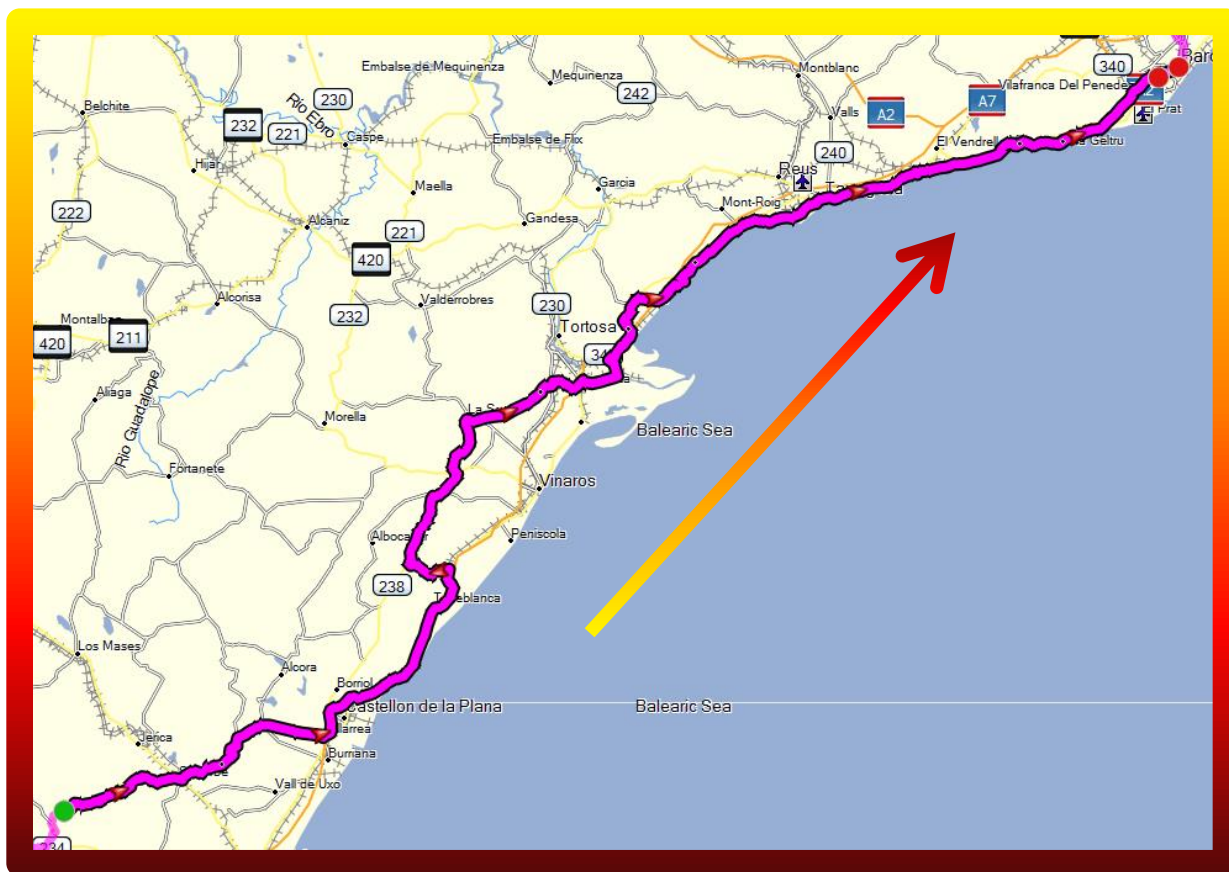 Barc
340
Embalse de Mequinenza
Mequinenza
Montblanc
Vilafranca Del Penedes
242
230
A7
A2
Belchite
Rio Ebro
Valls
El Prat
232
221
Caspe
Embalse de Flix
El Vendrell
Geltru
240
Hijar
Reus
Maella
Garcia
222
Mont-Roig
Gandesa
Alcaniz
221
420
Alcorisa
Valderrobres
230
232
Montalban
Tortosa
420
211
Aliaga
Rio Guadalope
Morella
Balearic Sea
Fortanete
Vinaros
Peniscola
238
Los Mases
Alcora
Borriol
Castellon de la Plana
Balearic Sea
Jerica
Burriana
Vall de Uxo
234